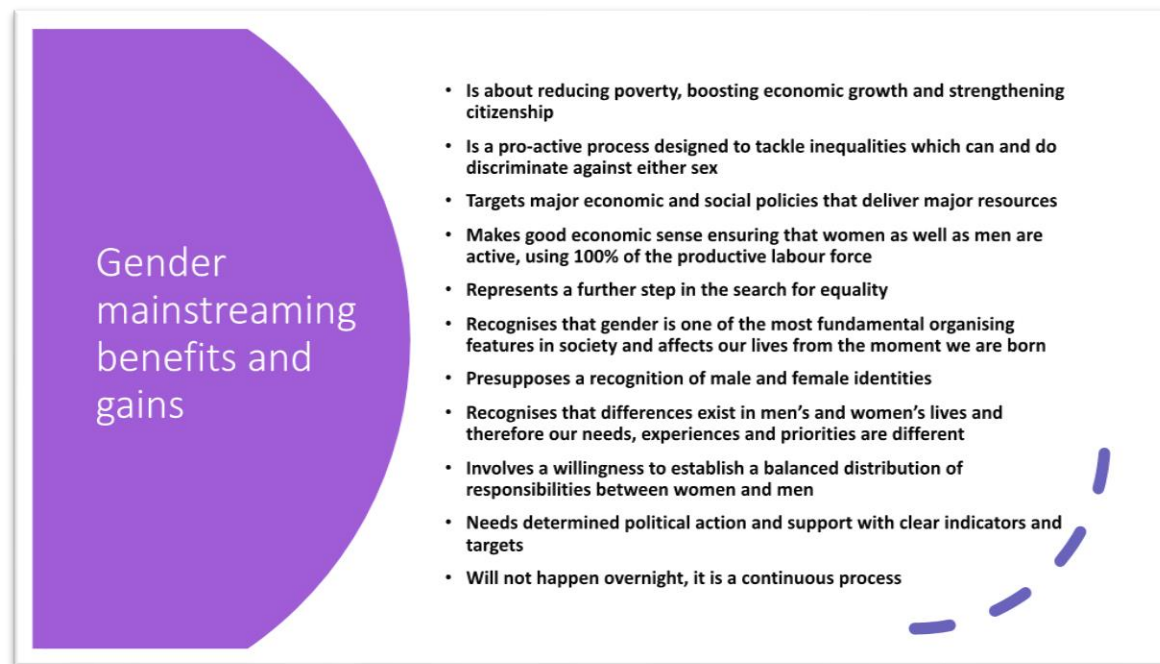 Gender
mainstreaming
benefits and
gains
• Is about reducing poverty, boosting economic growth and strengthening
citizenship
• Is a pro-active process designed to tackle inequalities which can and do
discriminate against either sex
• Targets major economic and social policies that deliver major resources
• Makes good economic sense ensuring that women as well as men are
active, using 100% of the productive labour force
• Represents a further step in the search for equality
• Recognises that gender is one of the most fundamental organising
features in society and affects our lives from the moment we are born
• Presupposes a recognition of male and female identities
• Recognises that differences exist in men’s and women’s lives and
therefore our needs, experiences and priorities are different
• Involves a willingness to establish a balanced distribution of
responsibilities between women and men
• Needs determined political action and support with clear indicators and
targets
• Will not happen overnight, it is a continuous process